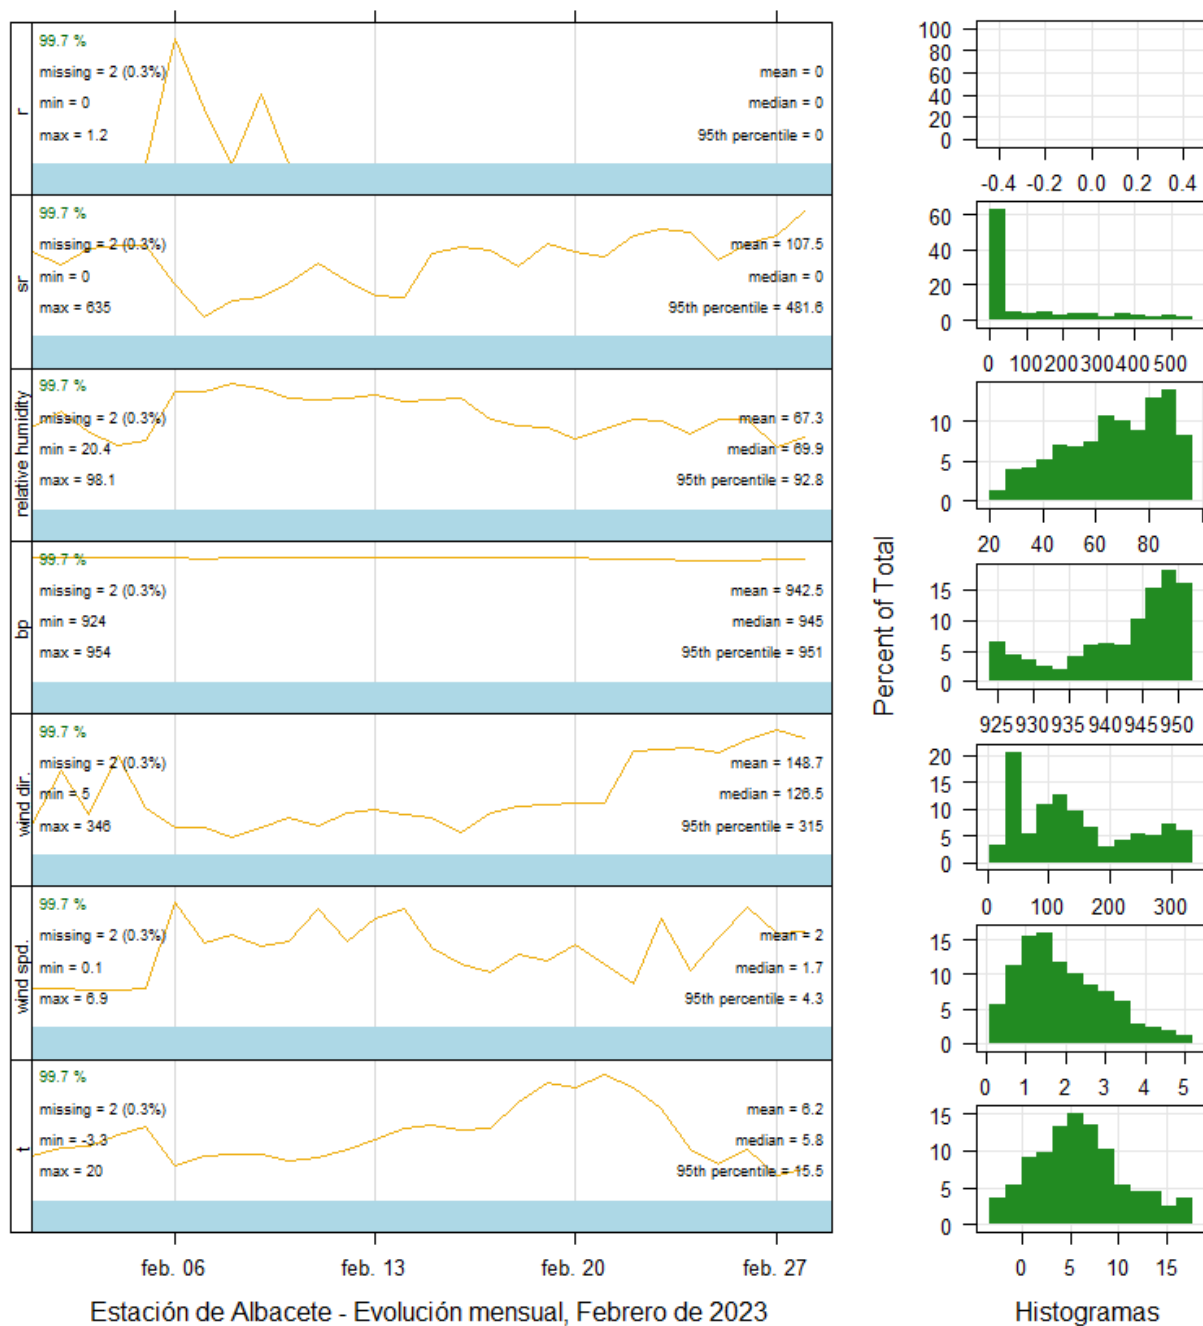 r
99.7 %
missing = 2 (0.3%)
min = 0
max = 1.2
mean = 0
median = 0
95th percentile = 0
sr
99.7 %
missing = 2 (0.3%)
min = 0
max = 635
mean = 107.5
median = 0
95th percentile = 481.6
relative humidity
99.7 %
missing = 2 (0.3%)
min = 20.4
max = 98.1
mean = 67.3
median = 69.9
95th percentile = 92.8
bp
99.7 %
missing = 2 (0.3%)
min = 924
max = 954
mean = 942.5
median = 945
95th percentile = 951
wind dir.
99.7 %
missing = 2 (0.3%)
min = 5
max = 346
mean = 148.7
median = 126.5
95th percentile = 315
wind spd.
99.7 %
missing = 2 (0.3%)
min = 0.1
max = 6.9
mean = 2
median = 1.7
95th percentile = 4.3
t
99.7 %
missing = 2 (0.3%)
min = -3.3
max = 20
mean = 6.2
median = 5.8
95th percentile = 15.5
feb. 06 feb. 13 feb. 20 feb. 27
Estación de Albacete - Evolución mensual, Febrero de 2023
Percent of Total
100
80
60
40
20
0
-0.4 -0.2 0.0 0.2 0.4
60
40
20
0
0 100 200 300 400 500
10
5
0
20 40 60 80
15
10
5
0
925 930 935 940 945 950
20
15
10
5
0
0 100 200 300
15
10
5
0
0 1 2 3 4 5
15
10
5
0
0 5 10 15
Histogramas